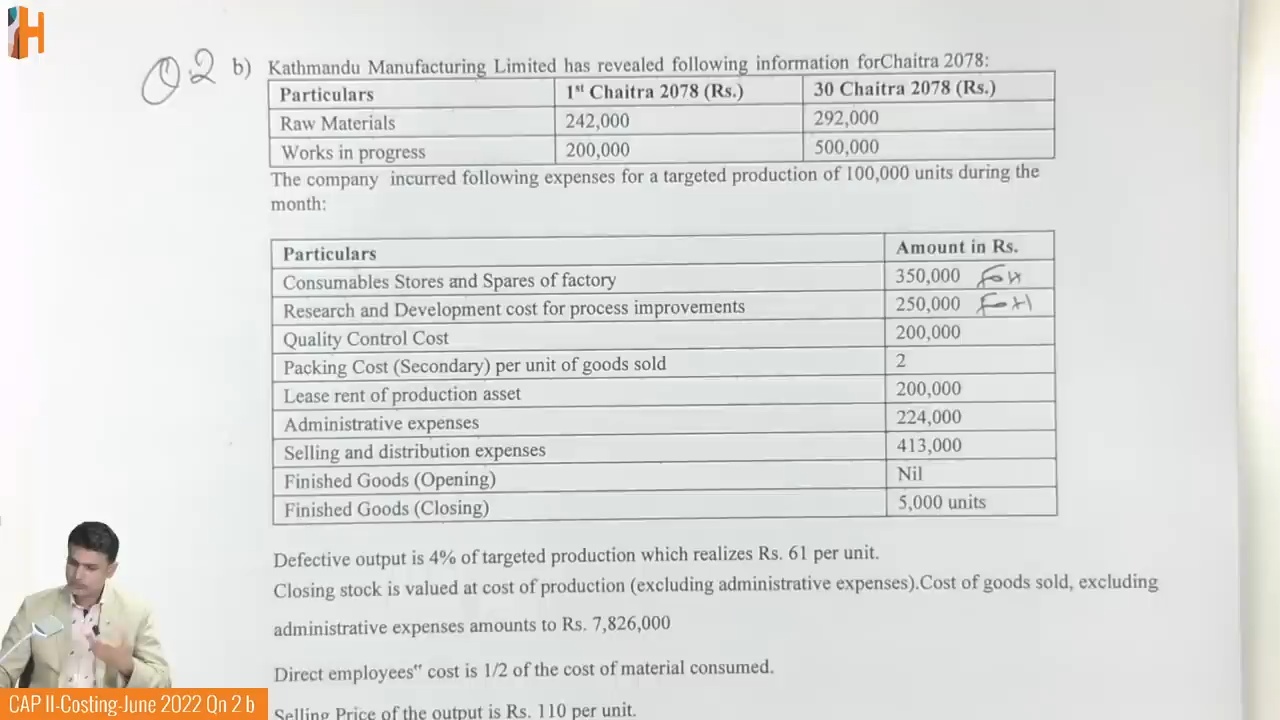 H
Q.2 b) Kathmandu Manufacturing Limited has revealed following information forChaitra 2078:
Particulars 1st Chaitra 2078 (Rs.) 30 Chaitra 2078 (Rs.)
Raw Materials 242,000 292,000
Works in progress 200,000 500,000
The company incurred following expenses for a targeted production of 100,000 units during the
month:
Particulars Amount in Rs.
Consumables Stores and Spares of factory 350,000 FOH
Research and Development cost for process improvements 250,000 FOH
Quality Control Cost 200,000
Packing Cost (Secondary) per unit of goods sold 2
Lease rent of production asset 200,000
Administrative expenses 224,000
Selling and distribution expenses 413,000
Finished Goods (Opening) Nil
Finished Goods (Closing) 5,000 units
Defective output is 4% of targeted production which realizes Rs. 61 per unit.
Closing stock is valued at cost of production (excluding administrative expenses).Cost of goods sold, excluding
administrative expenses amounts to Rs. 7,826,000
Direct employees‟ cost is 1/2 of the cost of material consumed.
Selling Price of the output is Rs. 110 per unit.
CAP II-Costing-June 2022 Qn 2 b